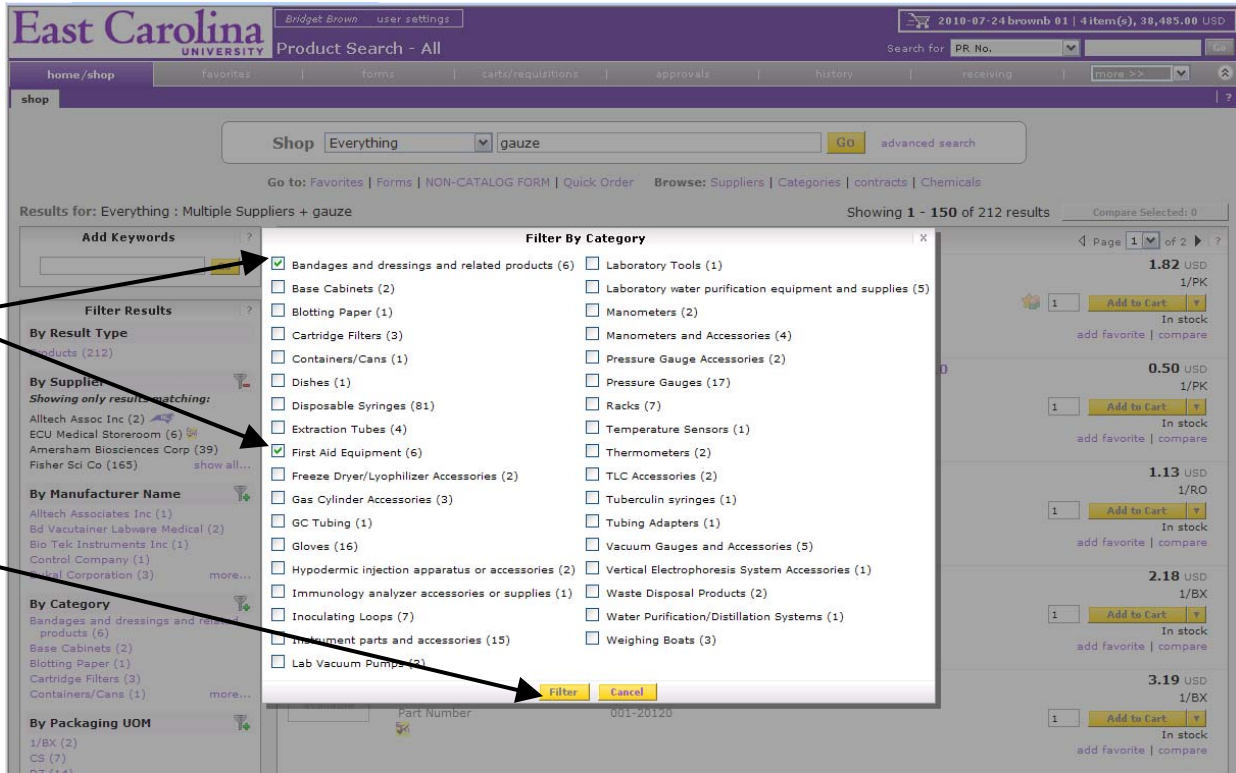 East Carolina
UNIVERSITY
Bridget Brown user settings
2010-07-24 brownb 01 | 4 item(s), 38,485.00 USD
Product Search - All
Search for PR No. Go
home/shop favorites | forms | carts/requisitions | approvals | history | receiving | more >>
shop | ?
Shop Everything gauze Go advanced search
Go to: Favorites | Forms | NON-CATALOG FORM | Quick Order Browse: Suppliers | Categories | contracts | Chemicals
Results for: Everything : Multiple Suppliers + gauze
Showing 1 - 150 of 212 results Compare Selected: 0
Add Keywords ?
Filter Results ?
By Result Type
Products (212)
By Supplier
Showing only results matching:
Alltech Assoc Inc (2)
ECU Medical Storeroom (6)
Amersham Biosciences Corp (39)
Fisher Sci Co (165) show all...
By Manufacturer Name
Alltech Associates Inc (1)
Bd Vacutainer Labware Medical (2)
Bio Tek Instruments Inc (1)
Control Company (1)
Dukal Corporation (3) more...
By Category
Bandages and dressings and related
products (6)
Base Cabinets (2)
Blotting Paper (1)
Cartridge Filters (3)
Containers/Cans (1) more...
By Packaging UOM
1/BX (2)
CS (7)
Filter By Category X
Bandages and dressings and related products (6)
Base Cabinets (2)
Blotting Paper (1)
Cartridge Filters (3)
Containers/Cans (1)
Dishes (1)
Disposable Syringes (81)
Extraction Tubes (4)
First Aid Equipment (6)
Freeze Dryer/Lyophilizer Accessories (2)
Gas Cylinder Accessories (3)
GC Tubing (1)
Gloves (16)
Hypodermic injection apparatus or accessories (2)
Immunology analyzer accessories or supplies (1)
Inoculating Loops (7)
Instrument parts and accessories (15)
Lab Vacuum Pumps (3)
Laboratory Tools (1)
Laboratory water purification equipment and supplies (5)
Manometers (2)
Manometers and Accessories (4)
Pressure Gauge Accessories (2)
Pressure Gauges (17)
Racks (7)
Temperature Sensors (1)
Thermometers (2)
TLC Accessories (2)
Tuberculin syringes (1)
Tubing Adapters (1)
Vacuum Gauges and Accessories (5)
Vertical Electrophoresis System Accessories (1)
Waste Disposal Products (2)
Water Purification/Distillation Systems (1)
Weighing Boats (3)
Filter Cancel
Part Number 001-20120
Page 1 of 2 ?
1.82 USD
1/PK
1 Add to Cart
In stock
add favorite | compare
0.50 USD
1/PK
1 Add to Cart
In stock
add favorite | compare
1.13 USD
1/RO
1 Add to Cart
In stock
add favorite | compare
2.18 USD
1/BX
1 Add to Cart
In stock
add favorite | compare
3.19 USD
1/BX
1 Add to Cart
In stock
add favorite | compare